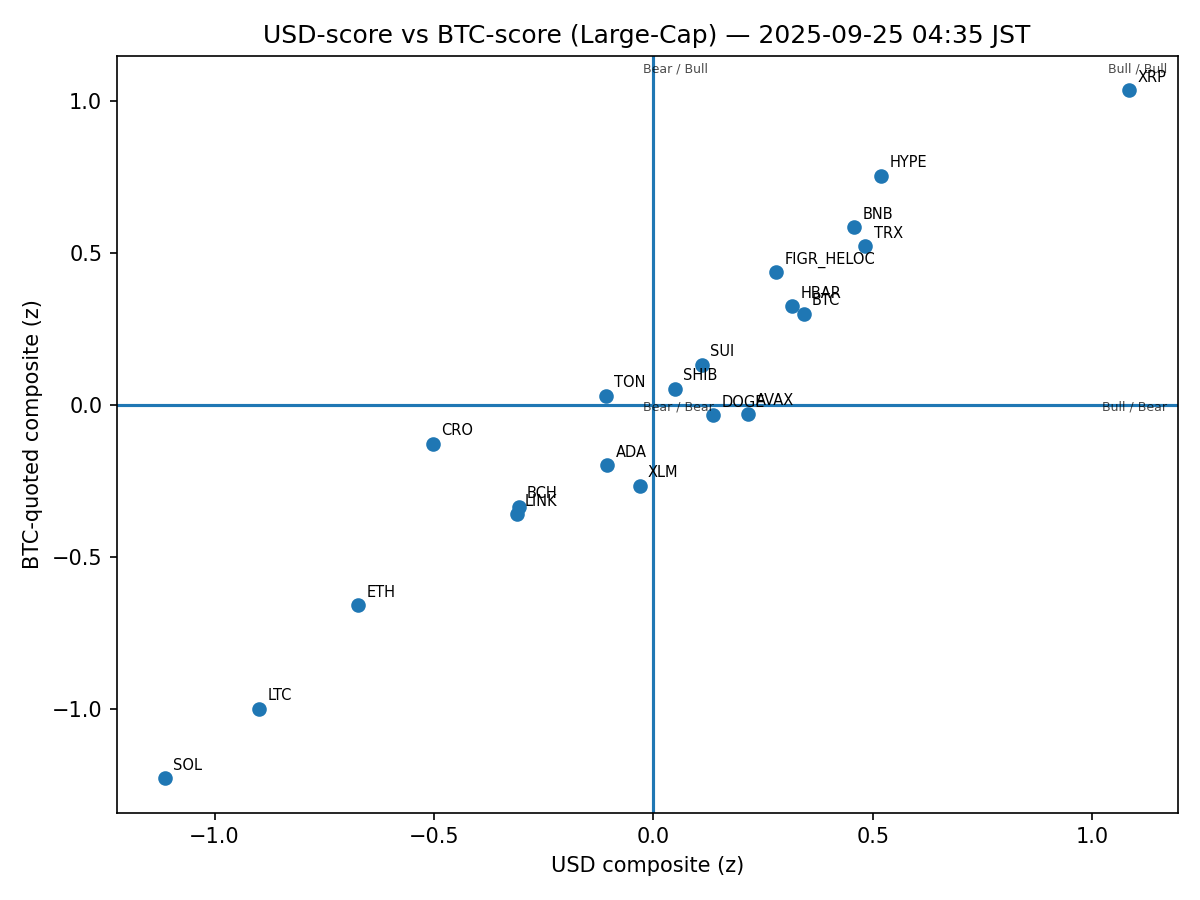 USD-score vs BTC-score (Large-Cap) — 2025-09-25 04:35 JST
Bear / Bull
Bull / Bull
XRP
1.0
HYPE
BNB
TRX
0.5
FIGR_HELOC
HBAR
BTC
SUI
SHIB
TON
DOGE
AVAX
0.0
Bear / Bear
Bull / Bear
CRO
ADA
XLM
BCH
LINK
−0.5
ETH
LTC
−1.0
SOL
BTC-quoted composite (z)
−1.0
−0.5
0.0
0.5
1.0
USD composite (z)